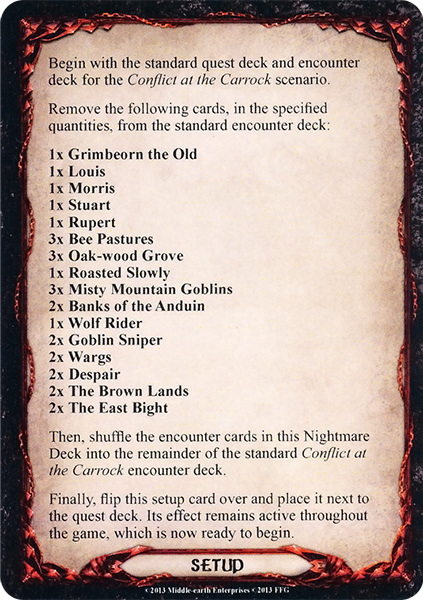 Begin with the standard quest deck and encounter
deck for the Conflict at the Carrock scenario.
Remove the following cards, in the specified
quantities, from the standard encounter deck:
1x Grimbeorn the Old
1x Louis
1x Morris
1x Stuart
1x Rupert
3x Bee Pastures
3x Oak-wood Grove
1x Roasted Slowly
3x Misty Mountain Goblins
2x Banks of the Anduin
1x Wolf Rider
2x Goblin Sniper
2x Wargs
2x Despair
2x The Brown Lands
2x The East Bight
Then, shuffle the encounter cards in this Nightmare
Deck into the remainder of the standard Conflict at
the Carrock encounter deck.
Finally, flip this setup card over and place it next to
the quest deck. Its effect remains active throughout
the game, which is now ready to begin.
SETUP
©2013 Middle-earth Enterprises ©2013 FFG